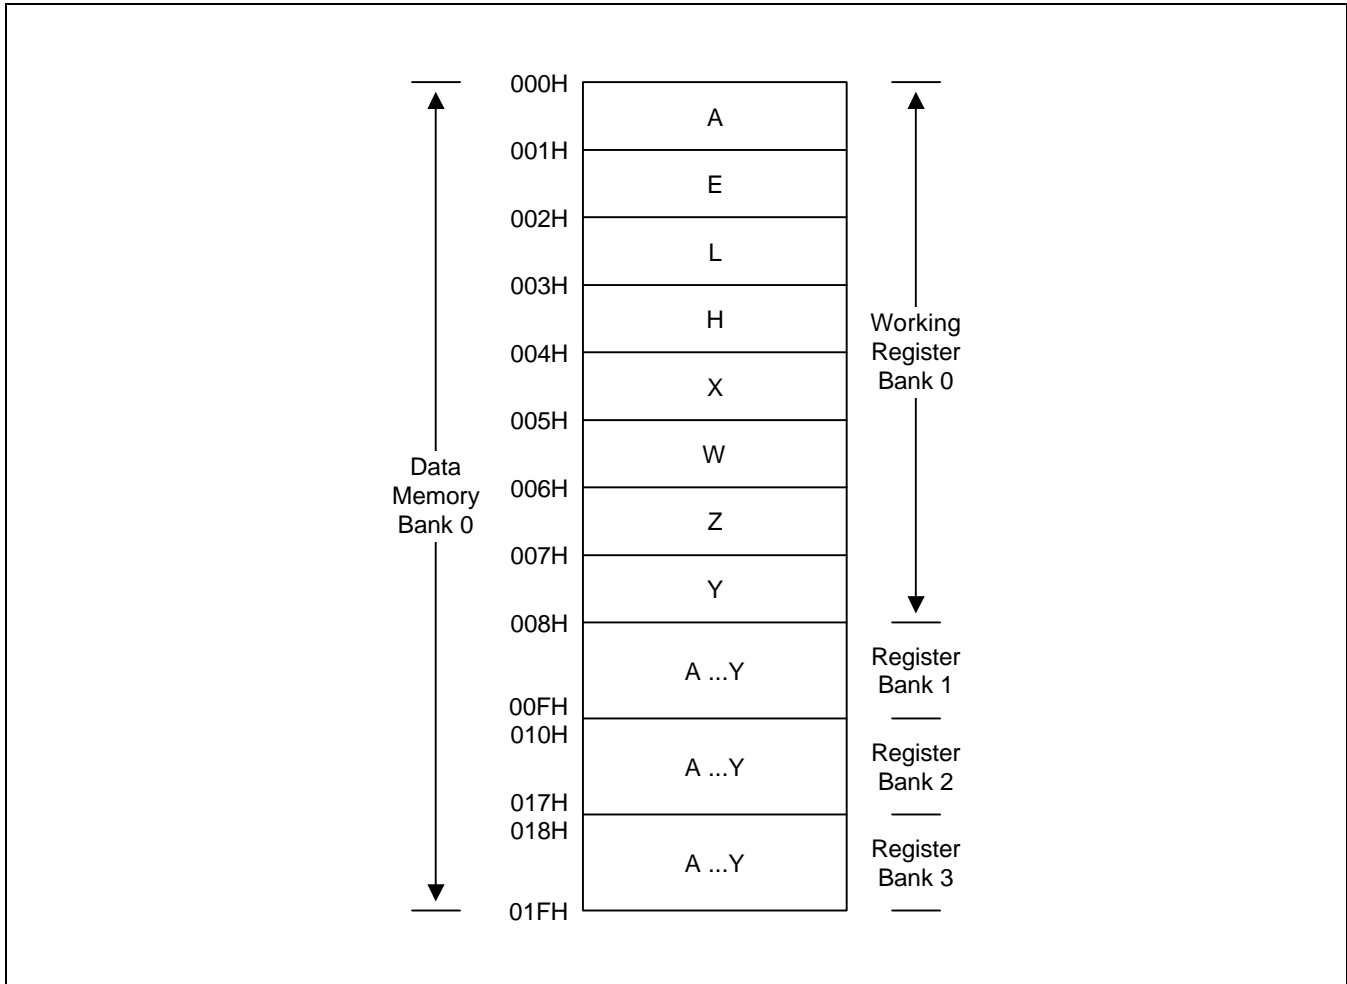 000H
A
001H
E
002H
L
003H
H
004H
X
005H
W
006H
Z
007H
Y
008H
A ...Y
00FH
010H
A ...Y
017H
018H
A ...Y
01FH
Data
Memory
Bank 0
Working
Register
Bank 0
Register
Bank 1
Register
Bank 2
Register
Bank 3